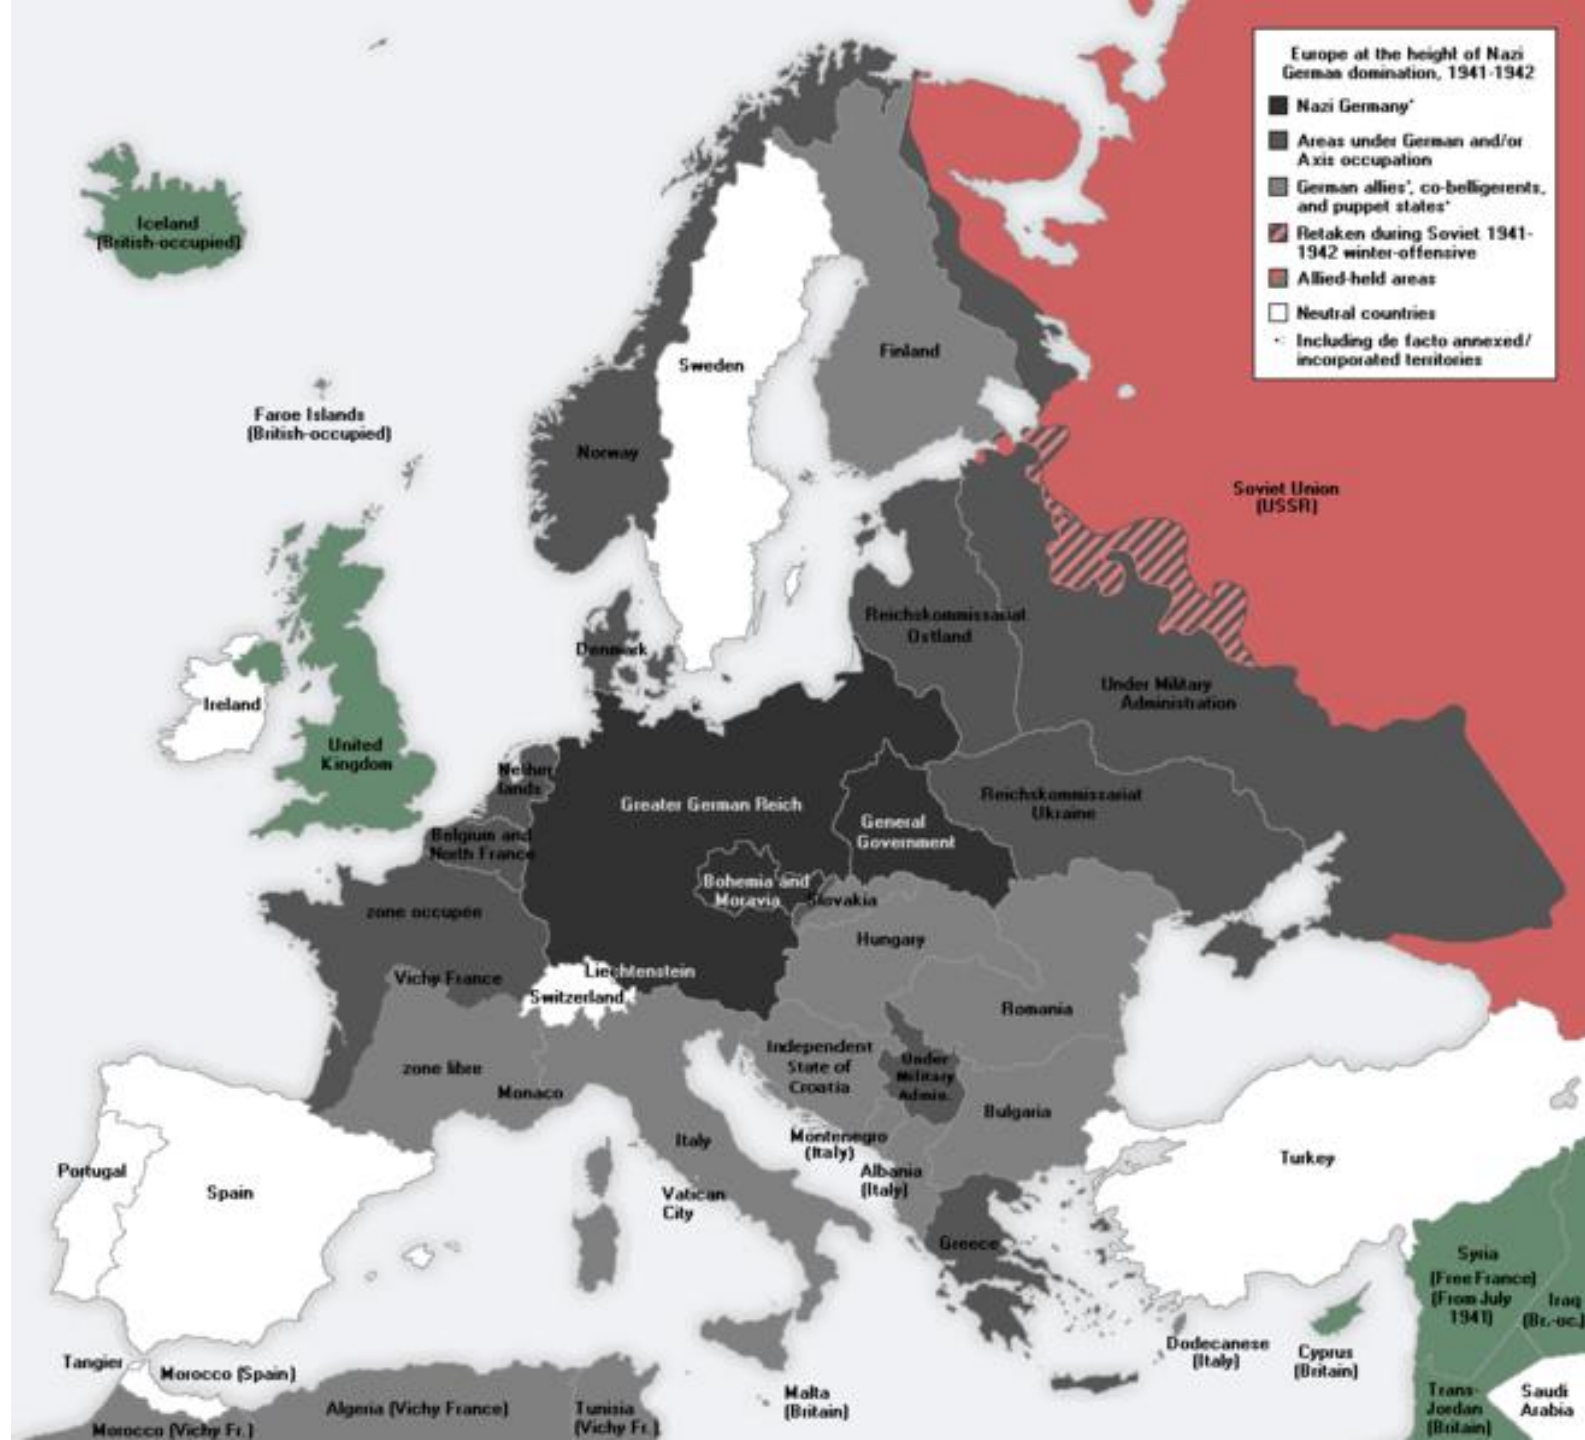 Europe at the height of Nazi
German domination, 1941-1942
Nazi Germany*
Areas under German and/or
Axis occupation
German allies*, co-belligerents,
and puppet states*
Retaken during Soviet 1941-
1942 winter-offensive
Allied-held areas
Neutral countries
* Including de facto annexed/
incorporated territories
Iceland
(British-occupied)
Faroe Islands
(British-occupied)
Sweden
Finland
Norway
Soviet Union
(USSR)
Denmark
Reichskommissariat
Ostland
Under Military
Administration
Ireland
United
Kingdom
Nether
lands
Belgium and
North France
Greater German Reich
General
Government
Reichskommissariat
Ukraine
Bohemia and
Moravia
Slovakia
zone occupée
Hungary
Vichy France
Liechtenstein
Switzerland
Romania
zone libre
Monaco
Independent
State of
Croatia
Under
Military
Admin.
Bulgaria
Italy
Montenegro
(Italy)
Albania
(Italy)
Vatican
City
Portugal
Spain
Turkey
Greece
Syria
(Free France)
(From July
1941)
Iraq
(Br.-oc.)
Dodecanese
(Italy)
Cyprus
(Britain)
Tangier
Morocco (Spain)
Morocco (Vichy Fr.)
Algeria (Vichy France)
Tunisia
(Vichy Fr.)
Malta
(Britain)
Trans-
Jordan
(Britain)
Saudi
Arabia